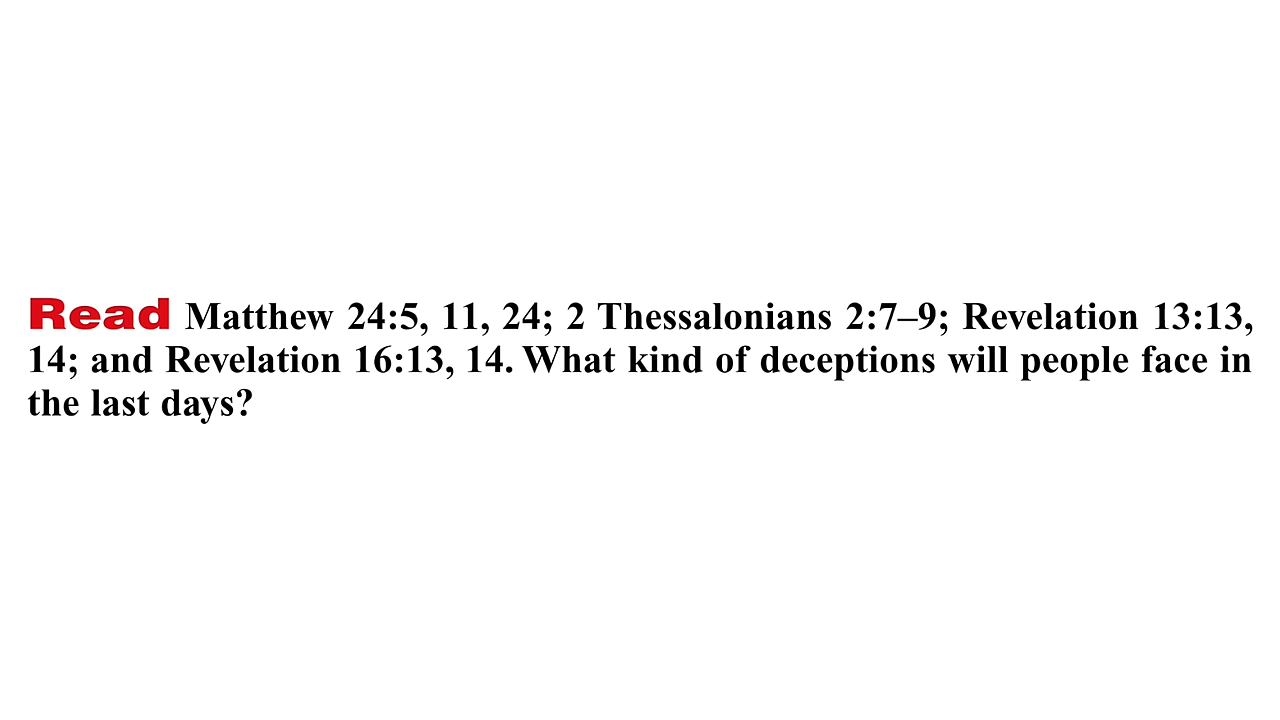 Read Matthew 24:5, 11, 24; 2 Thessalonians 2:7–9; Revelation 13:13,
14; and Revelation 16:13, 14. What kind of deceptions will people face in
the last days?